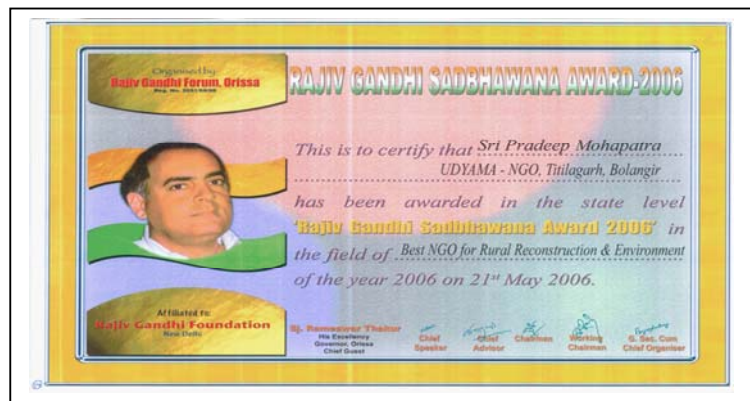 Organised by
Rajiv Gandhi Forum, Orissa
RAJIV GANDHI SADBHAWANA AWARD-2006
This is to certify that Sri Pradeep Mohapatra
UDYAMA - NGO, Titilagarh, Bolangir
has been awarded in the state level
'Rajiv Gandhi Sadbhawana Award 2006' in
the field of Best NGO for Rural Reconstruction & Environment
of the year 2006 on 21st May 2006.
Affiliated to:
Rajiv Gandhi Foundation
New Delhi
Sj. Rameswar Thakur
His Excellency
Governor, Orissa
Chief Guest
Chief
Speaker
Chief
Advisor
Chairman
Working
Chairman
G. Sec. Cum
Chief Organiser